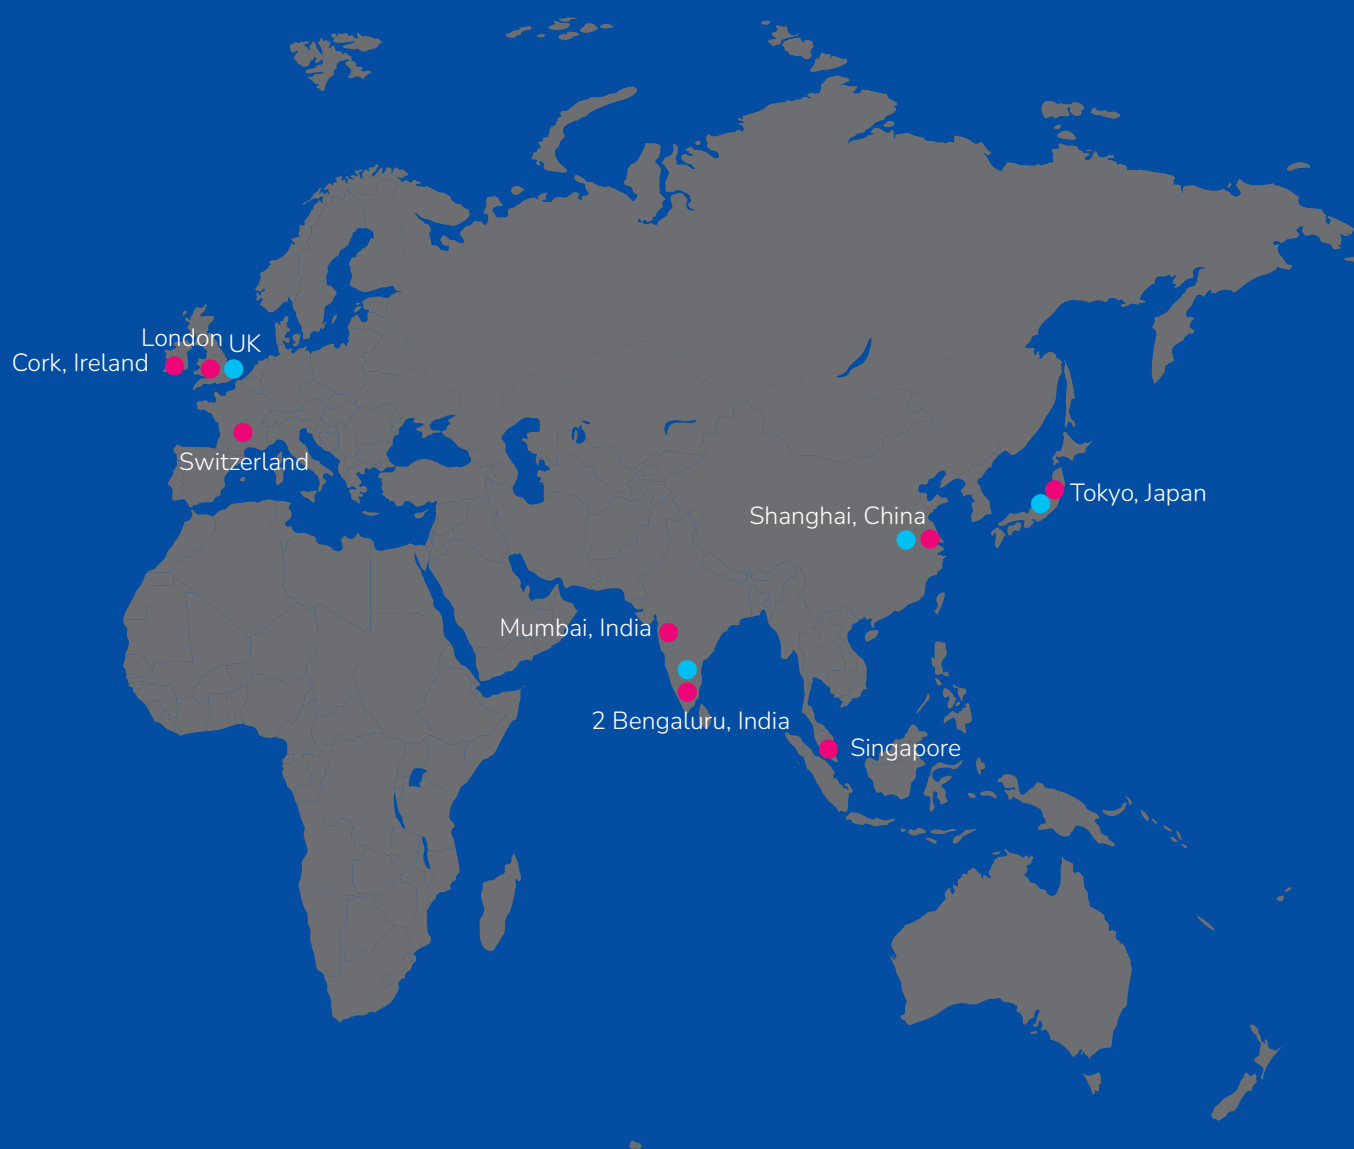 London
UK
Cork, Ireland
Switzerland
Tokyo, Japan
Shanghai, China
Mumbai, India
2 Bengaluru, India
Singapore